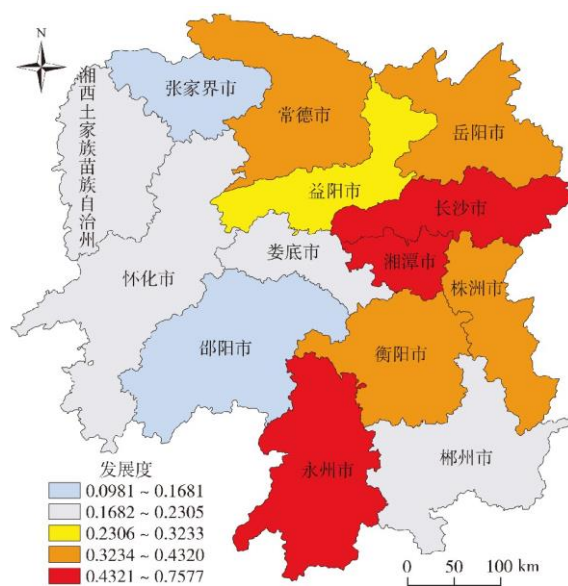 N
张家界市
湘西土家族苗族自治州
常德市
岳阳市
益阳市
长沙市
娄底市
湘潭市
怀化市
株洲市
邵阳市
衡阳市
永州市
郴州市
发展度
0.0981 ~ 0.1681
0.1682 ~ 0.2305
0.2306 ~ 0.3233
0.3234 ~ 0.4320
0.4321 ~ 0.7577
0 50 100 km